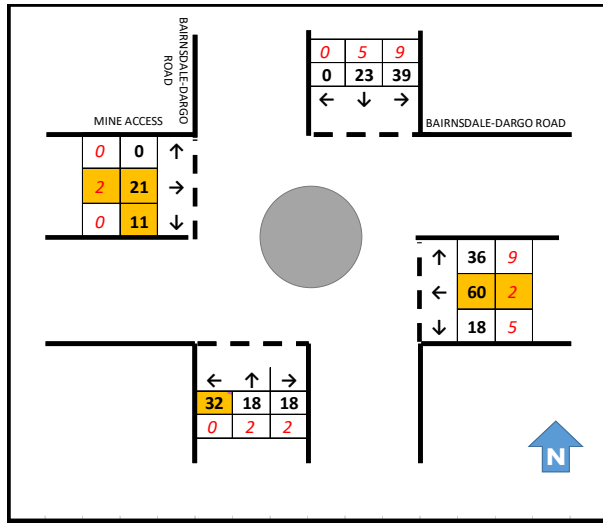 BAIRNSDALE-DARGO
ROAD
0 5 9
0 23 39
← ↓ →
MINE ACCESS
BAIRNSDALE-DARGO ROAD
0 0 ↑
2 21 →
0 11 ↓
↑ 36 9
← 60 2
↓ 18 5
← ↑ →
32 18 18
0 2 2
N